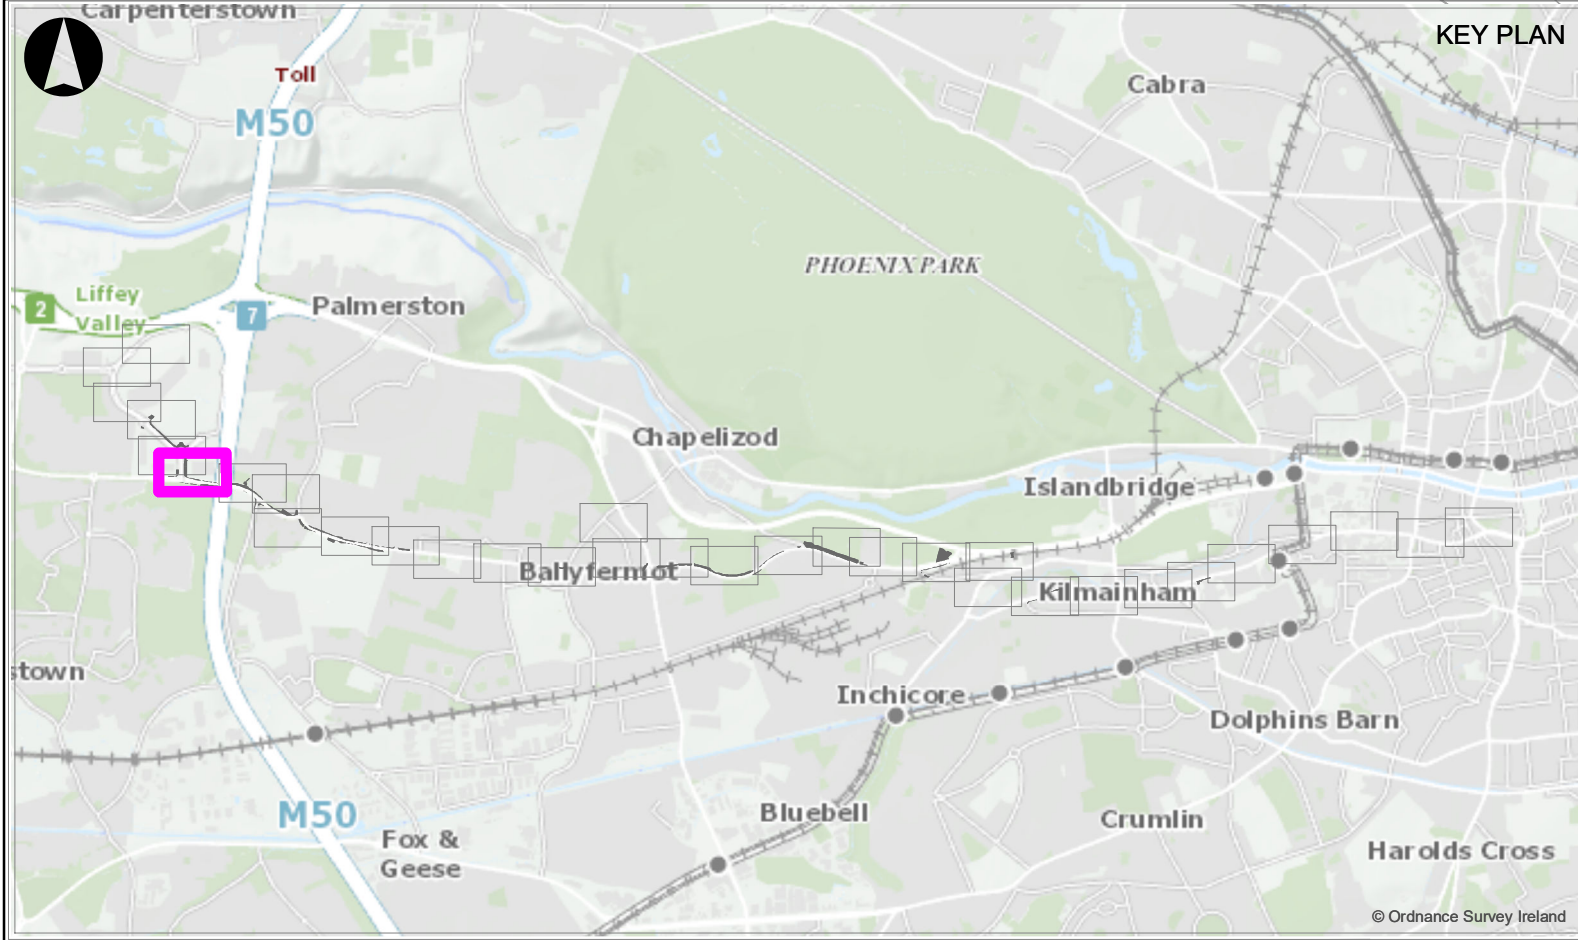 Carpenterstown
KEY PLAN
Toll
Cabra
M50
PHOENIX PARK
Liffey
Valley
2
7
Palmerston
Chapelizod
Islandbridge
Ballyfermot
Kilmainham
stown
Inchicore
Dolphins Barn
M50
Bluebell
Crumlin
Fox &
Geese
Harolds Cross
© Ordnance Survey Ireland